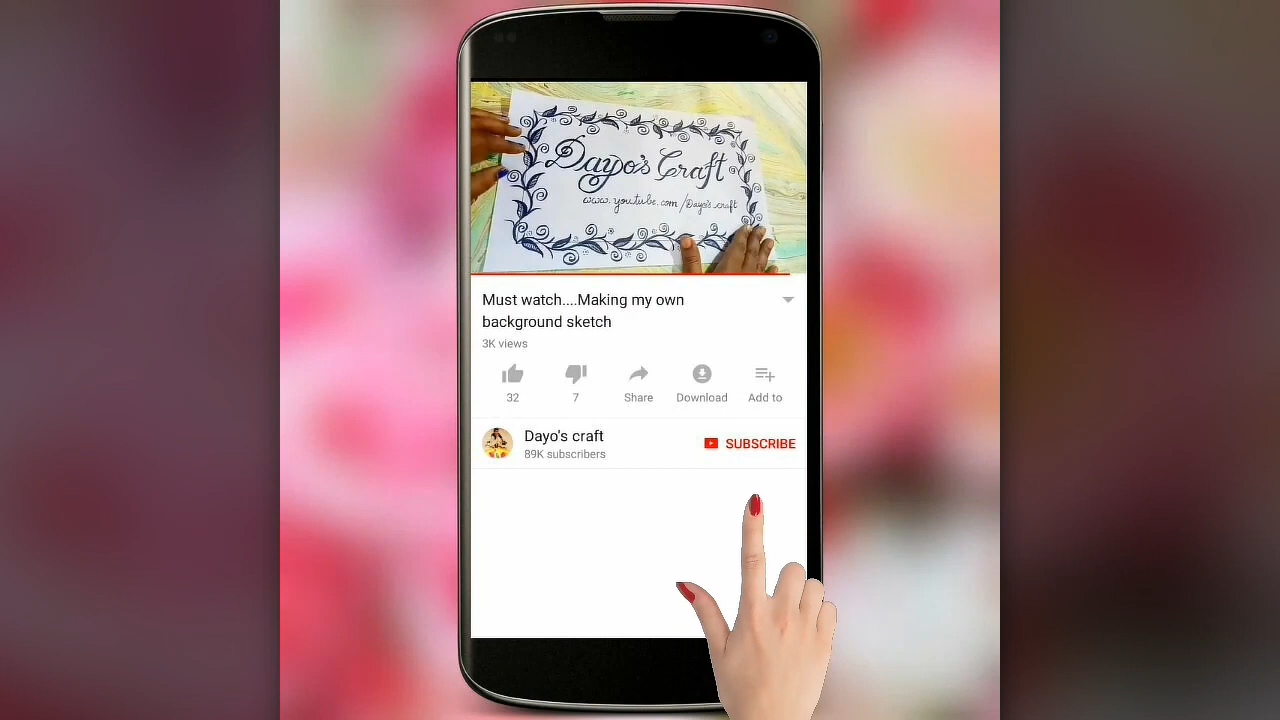 Dayo's Craft
www.youtube.com/Dayo's craft
Must watch....Making my own
background sketch
3K views
32
7
Share
Download
Add to
Dayo's craft
SUBSCRIBE
89K subscribers